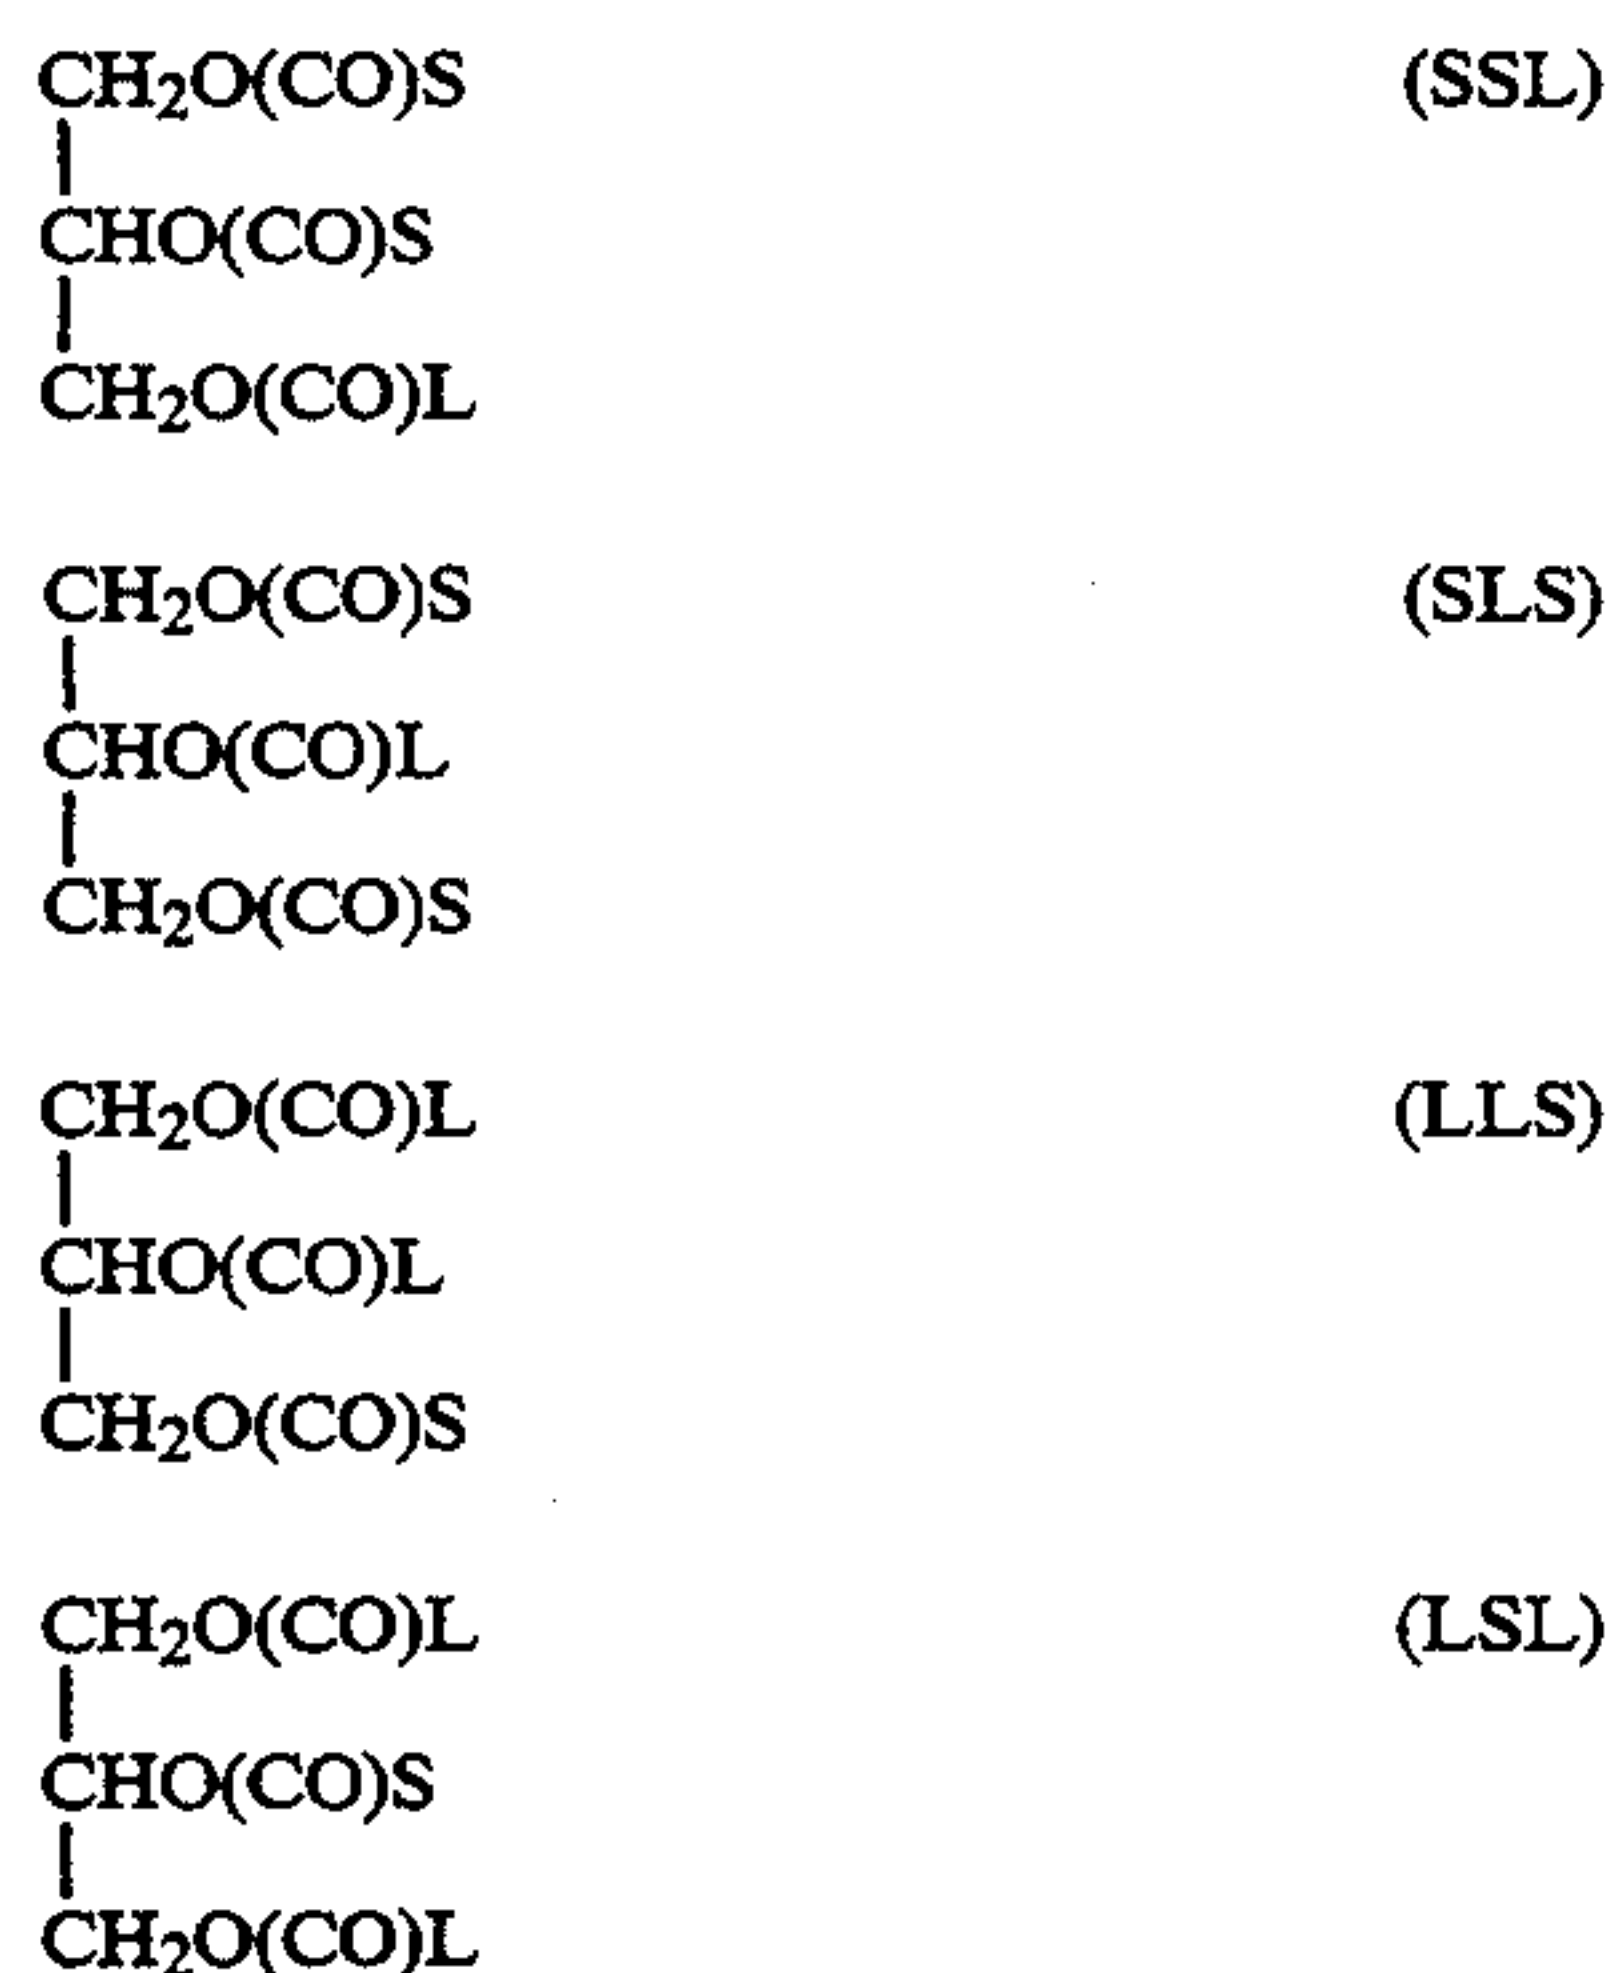 CH₂O(CO)S (SSL)
CHO(CO)S
CH₂O(CO)L
CH₂O(CO)S (SLS)
CHO(CO)L
CH₂O(CO)S
CH₂O(CO)L (LLS)
CHO(CO)L
CH₂O(CO)S
CH₂O(CO)L (LSL)
CHO(CO)S
CH₂O(CO)L